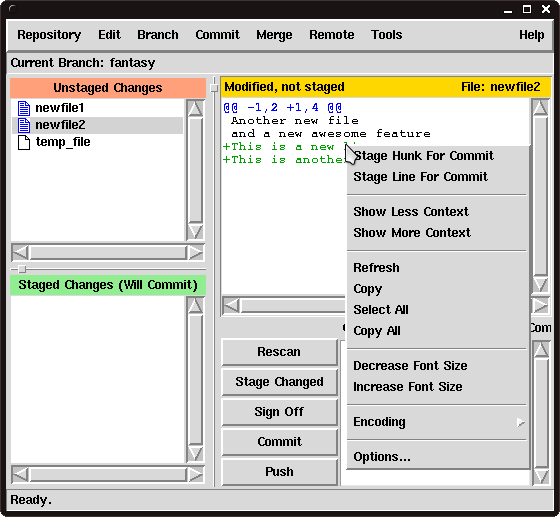 Repository Edit Branch Commit Merge Remote Tools Help
Current Branch: fantasy
Unstaged Changes
newfile1
newfile2
temp_file
Staged Changes (Will Commit)
Modified, not staged File: newfile2
@@ -1,2 +1,4 @@
Another new file
and a new awesome feature
+This is a new
+This is another
Stage Hunk For Commit
Stage Line For Commit
Show Less Context
Show More Context
Refresh
Copy
Select All
Copy All
Decrease Font Size
Increase Font Size
Encoding
Options...
Rescan
Stage Changed
Sign Off
Commit
Push
Ready.